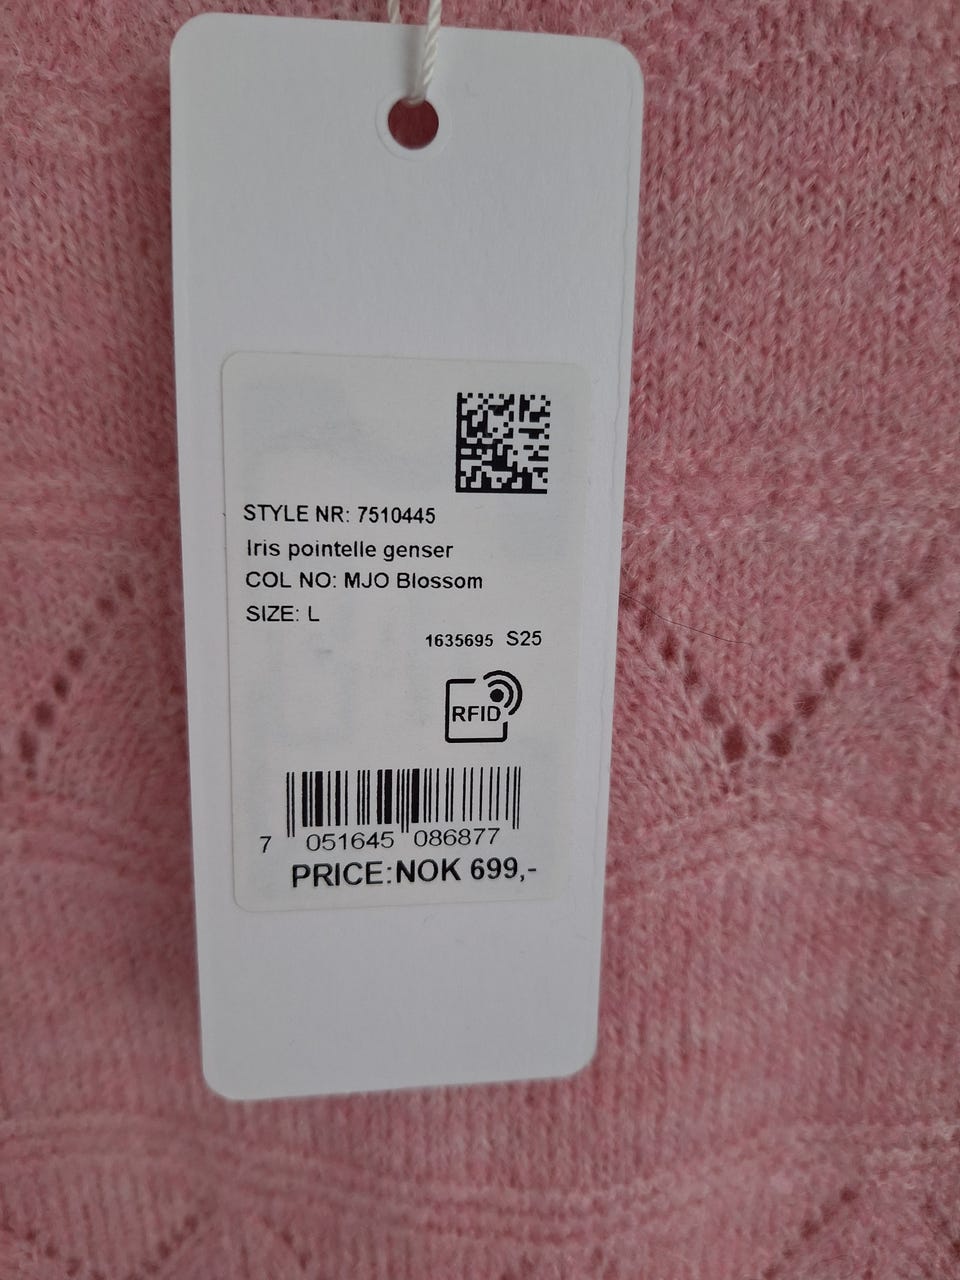 STYLE NR: 7510445
Iris pointelle genser
COL NO: MJO Blossom
SIZE: L
1635695 S25
RFID
7 051645 086877
PRICE:NOK 699,-